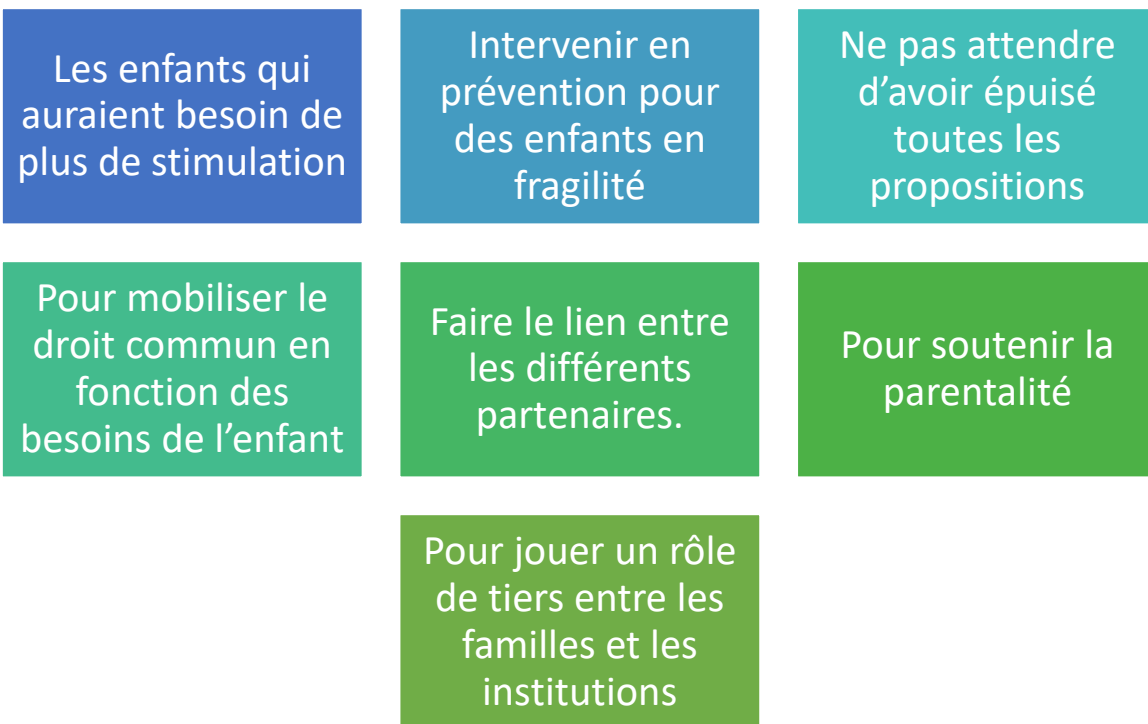 Les enfants qui
auraient besoin de
plus de stimulation
Intervenir en
prévention pour
des enfants en
fragilité
Ne pas attendre
d’avoir épuisé
toutes les
propositions
Pour mobiliser le
droit commun en
fonction des
besoins de l’enfant
Faire le lien entre
les différents
partenaires.
Pour soutenir la
parentalité
Pour jouer un rôle
de tiers entre les
familles et les
institutions